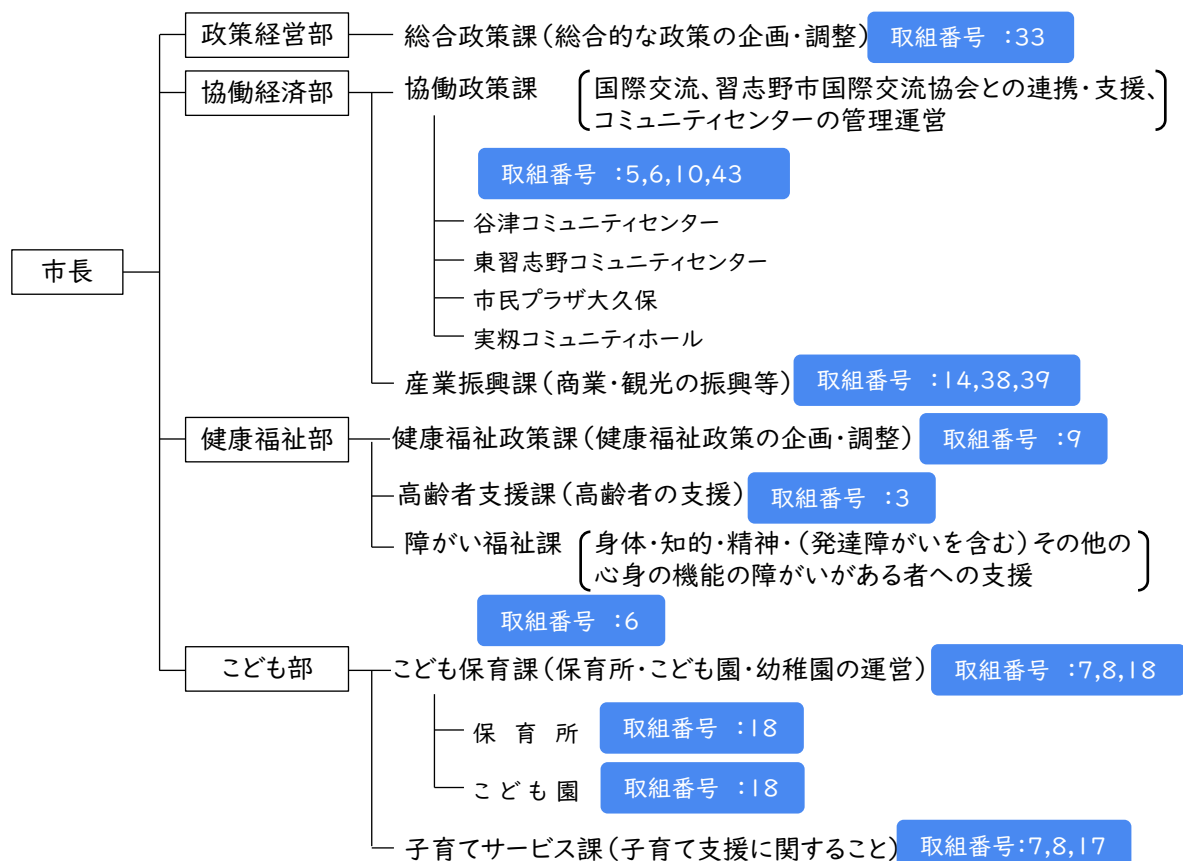 政策経営部 総合政策課(総合的な政策の企画・調整) 取組番号 :33
協働経済部 協働政策課 国際交流、習志野市国際交流協会との連携・支援、
コミュニティセンターの管理運営
取組番号 :5,6,10,43
谷津コミュニティセンター
市長
東習志野コミュニティセンター
市民プラザ大久保
実籾コミュニティホール
産業振興課(商業・観光の振興等) 取組番号 :14,38,39
健康福祉部 健康福祉政策課(健康福祉政策の企画・調整) 取組番号 :9
高齢者支援課(高齢者の支援) 取組番号 :3
障がい福祉課 身体・知的・精神・(発達障がいを含む)その他の
心身の機能の障がいがある者への支援
取組番号 :6
こども部 こども保育課(保育所・こども園・幼稚園の運営) 取組番号 :7,8,18
保 育 所 取組番号 :18
こ ど も 園 取組番号 :18
子育てサービス課(子育て支援に関すること) 取組番号:7,8,17